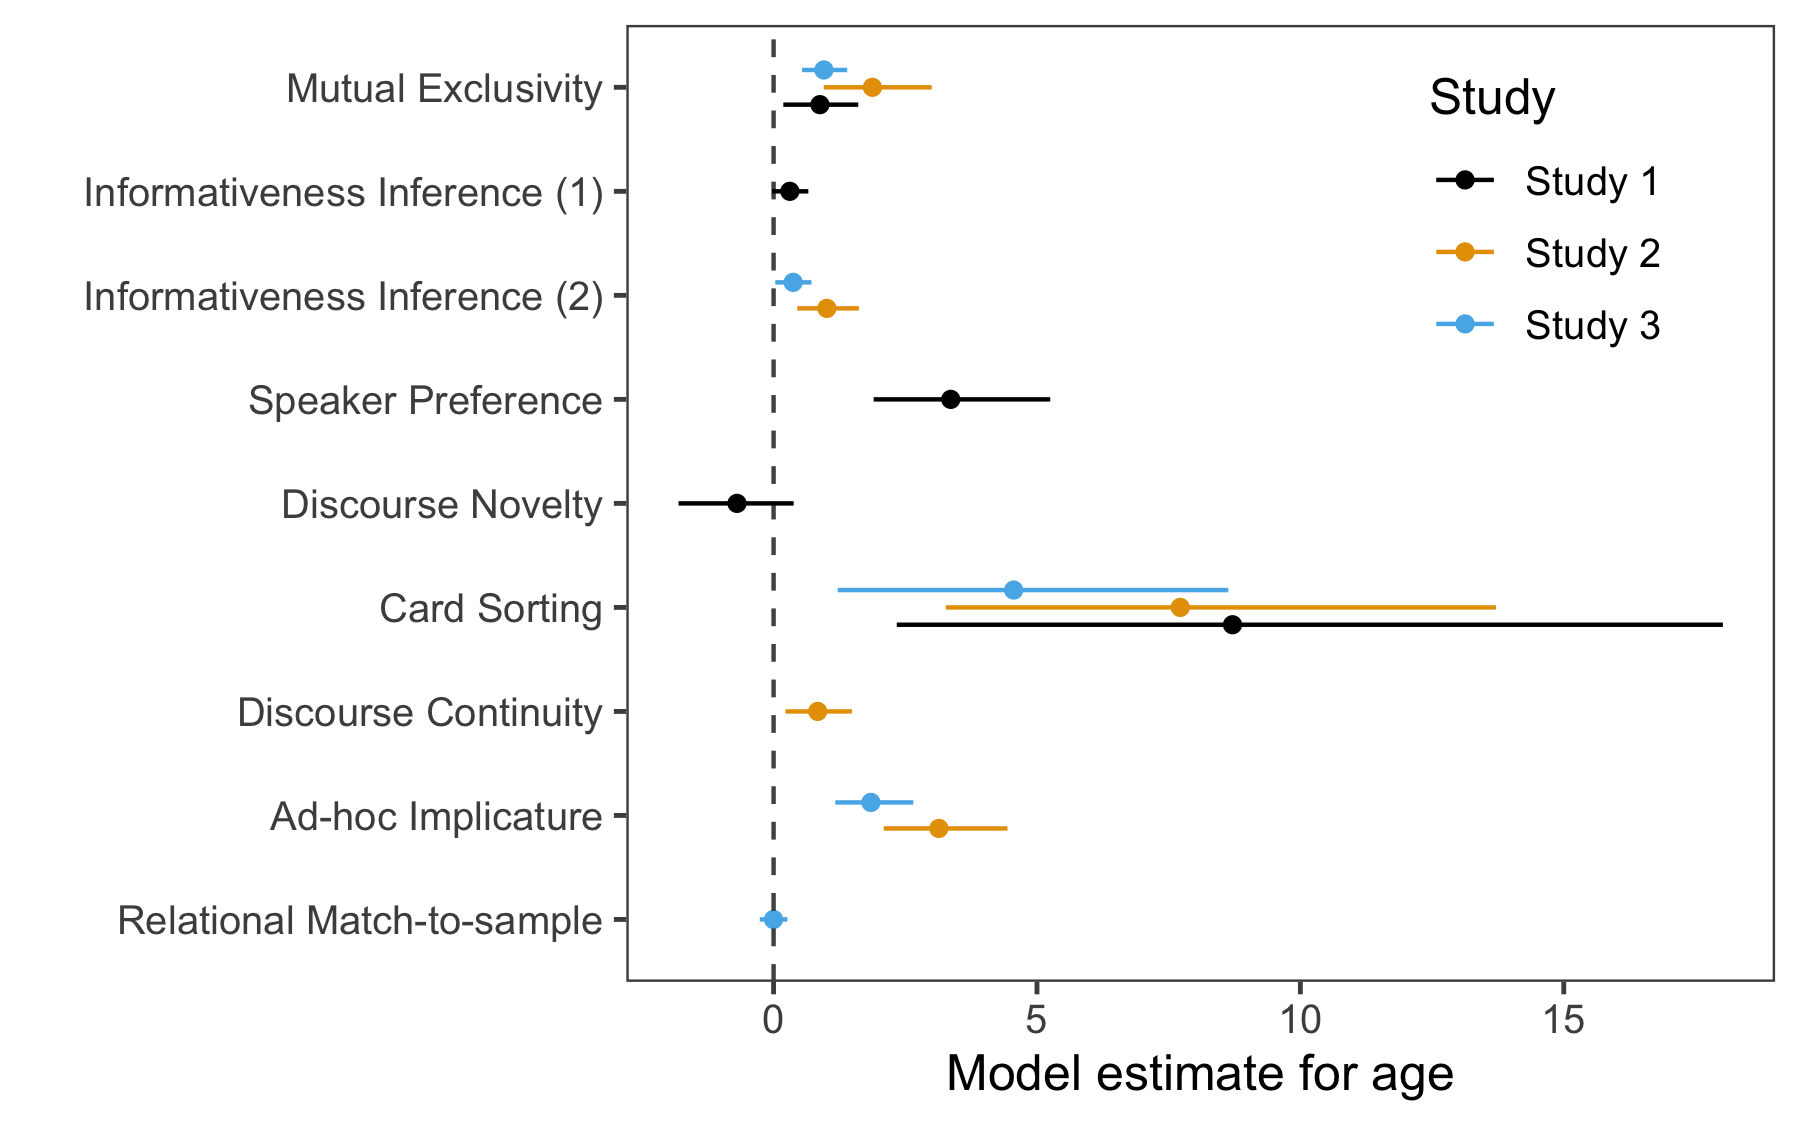 Mutual Exclusivity
Informativeness Inference (1)
Informativeness Inference (2)
Speaker Preference
Discourse Novelty
Card Sorting
Discourse Continuity
Ad-hoc Implicature
Relational Match-to-sample
Study
Study 1
Study 2
Study 3
0 5 10 15
Model estimate for age